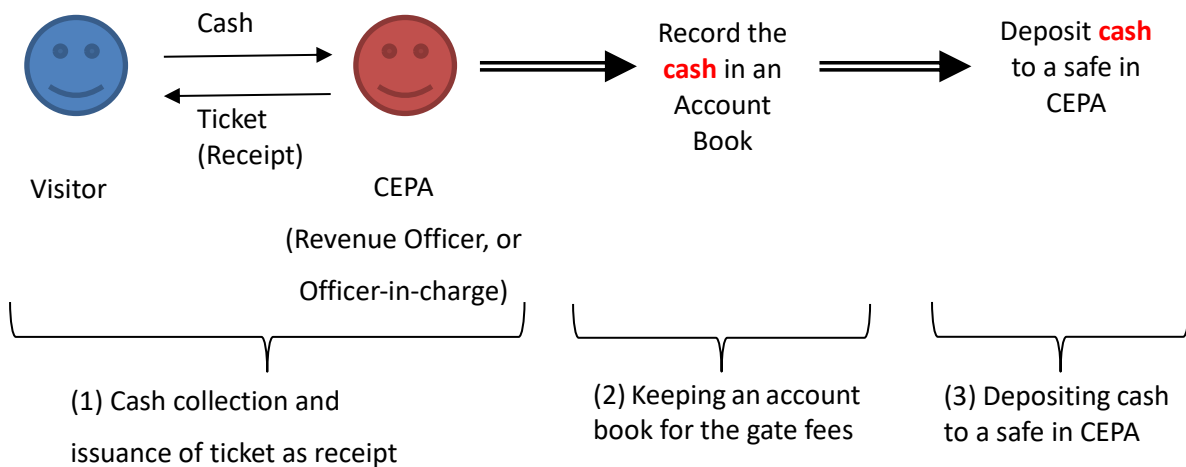 Cash
Ticket
(Receipt)
Visitor
CEPA
(Revenue Officer, or
Officer-in-charge)
Record the
cash in an
Account
Book
Deposit cash
to a safe in
CEPA
(1) Cash collection and
issuance of ticket as receipt
(2) Keeping an account
book for the gate fees
(3) Depositing cash
to a safe in CEPA